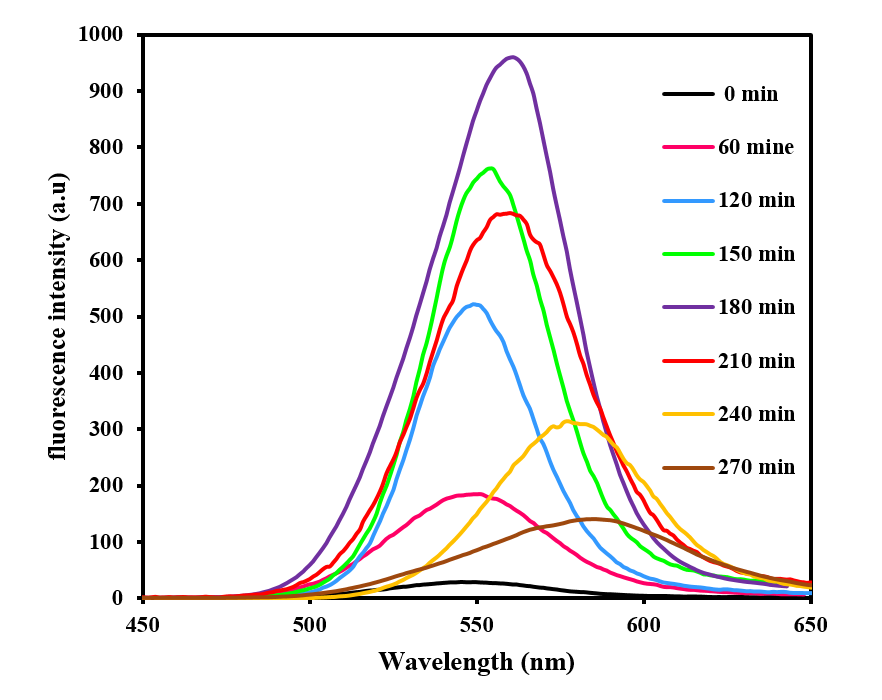 1000
900
800
700
600
500
400
300
200
100
0
fluorescence intensity (a.u)
0 min
60 mine
120 min
150 min
180 min
210 min
240 min
270 min
450 500 550 600 650
Wavelength (nm)